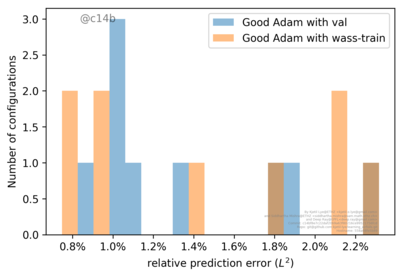 @c14b
Good Adam with val
Good Adam with wass-train
Number of configurations
3.0
2.5
2.0
1.5
1.0
0.5
0.0
0.8% 1.0% 1.2% 1.4% 1.6% 1.8% 2.0% 2.2%
relative prediction error (L²)